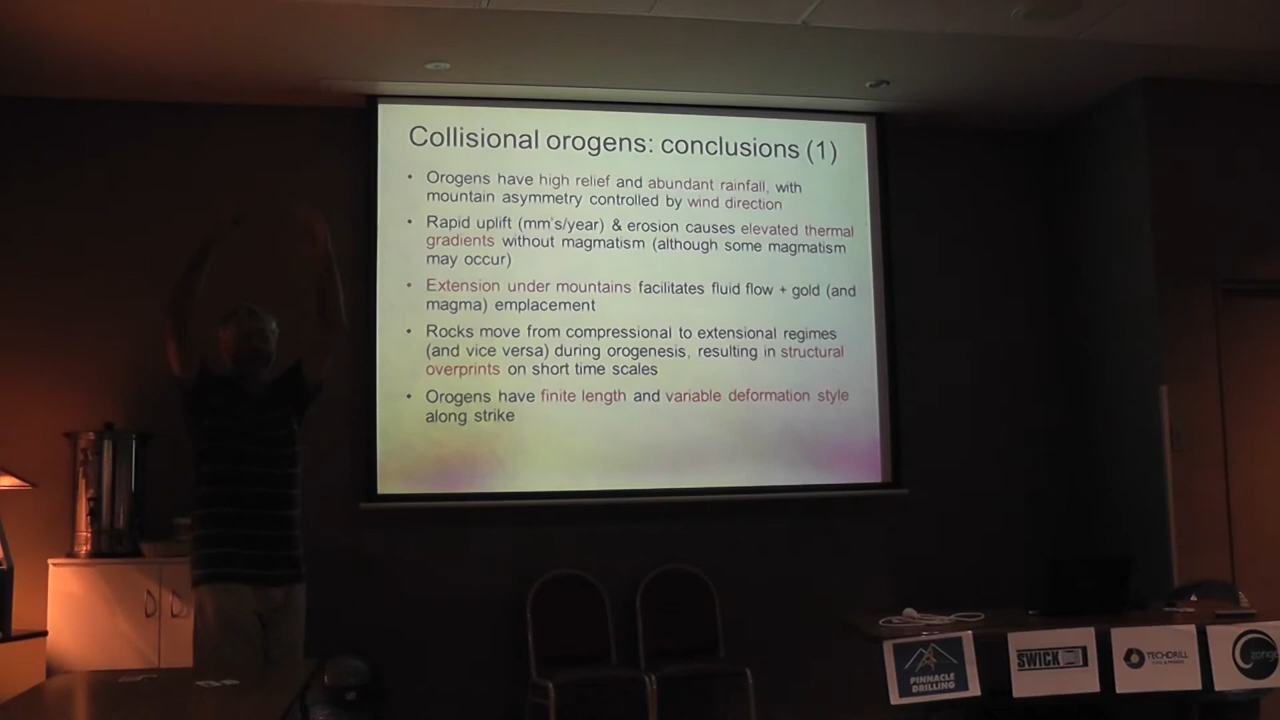 Collisional orogens: conclusions (1)
• Orogens have high relief and abundant rainfall, with
mountain asymmetry controlled by wind direction
• Rapid uplift (mm's/year) & erosion causes elevated thermal
gradients without magmatism (although some magmatism
may occur)
• Extension under mountains facilitates fluid flow + gold (and
magma) emplacement
• Rocks move from compressional to extensional regimes
(and vice versa) during orogenesis, resulting in structural
overprints on short time scales
• Orogens have finite length and variable deformation style
along strike
PINNACLE
DRILLING
SWICK
TECHDRILL